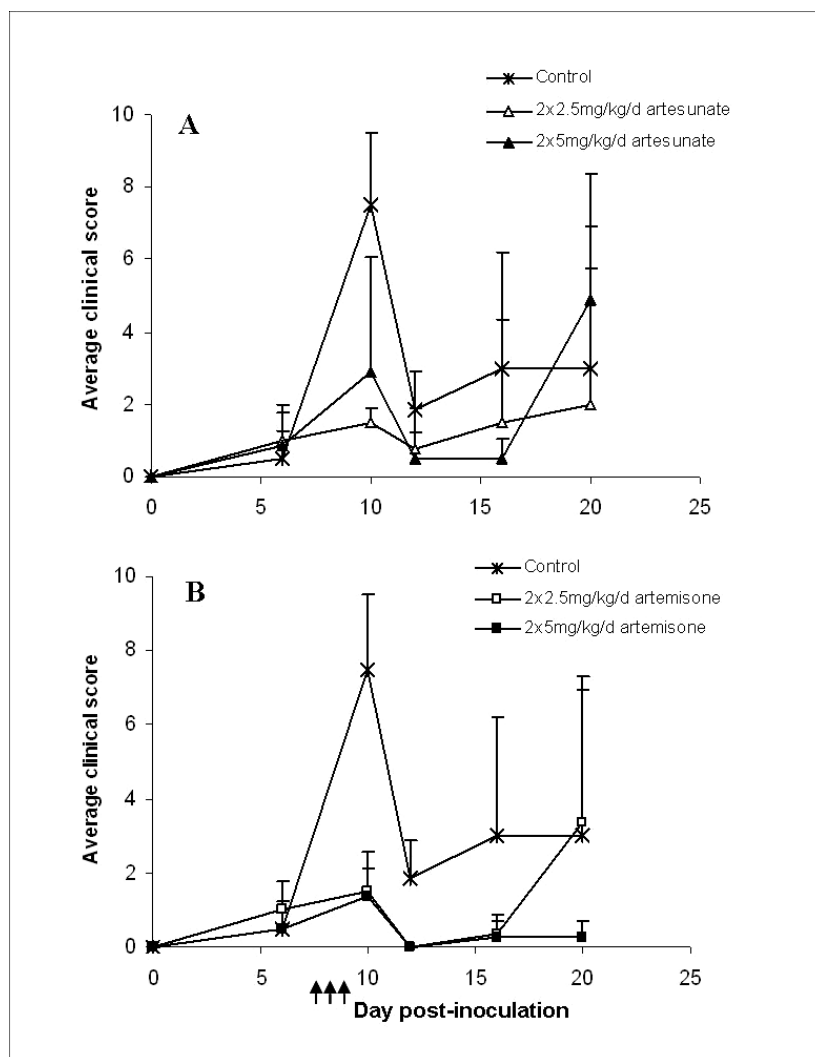 Control
2x2.5mg/kg/d artesunate
2x5mg/kg/d artesunate
A
Average clinical score
10
8
6
4
2
0
0 5 10 15 20 25
Control
2x2.5mg/kg/d artemisone
2x5mg/kg/d artemisone
B
Average clinical score
10
8
6
4
2
0
0 5 10 15 20 25
Day post-inoculation